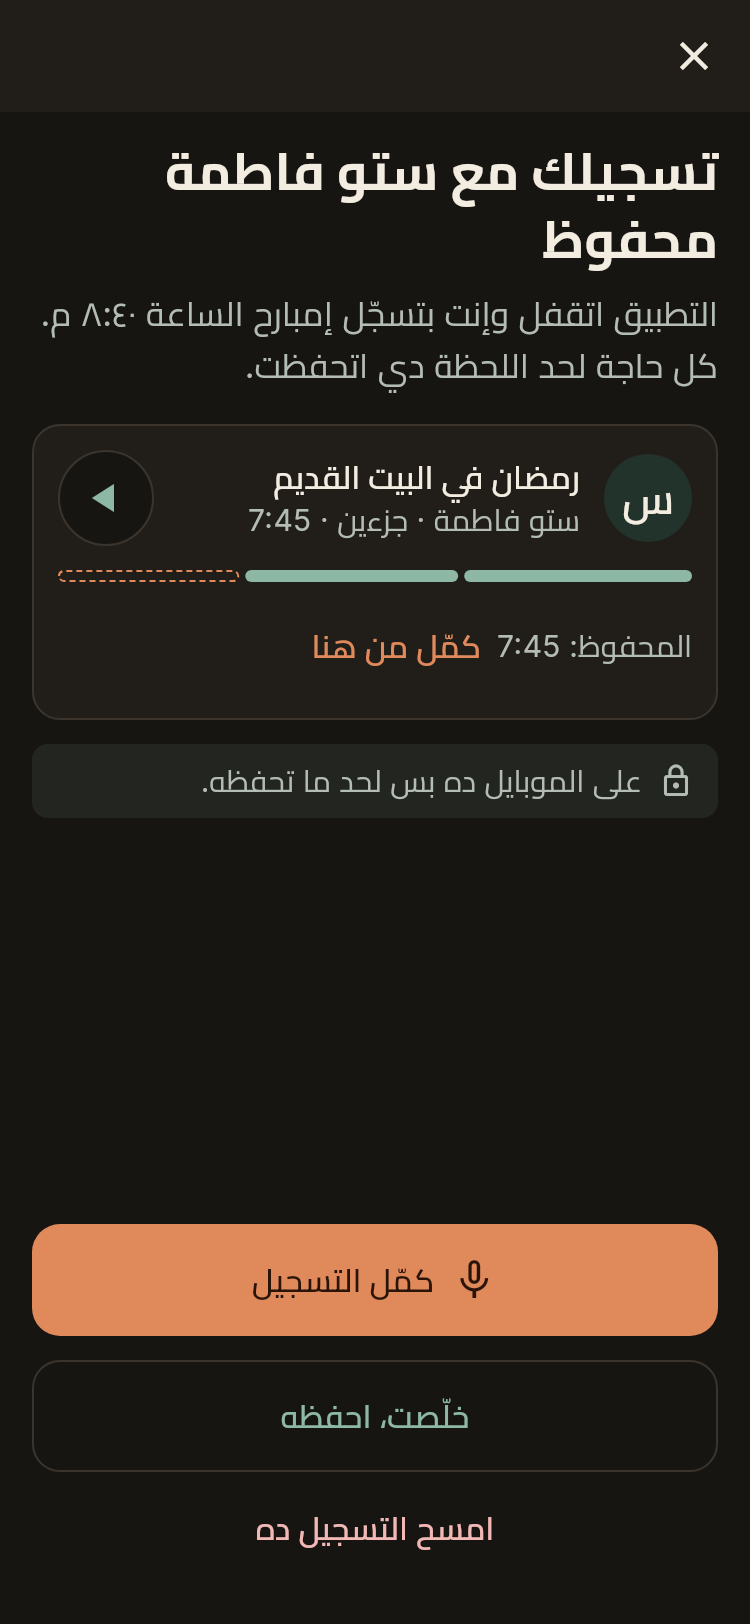 تسجيلك مع ستو فاطمة
محفوظ
التطبيق اتقفل وإنت بتسجّل إمبارح الساعة ٨:٤٠ م.
كل حاجة لحد اللحظة دي اتحفظت.
س
رمضان في البيت القديم
ستو فاطمة · جزءين · 7:45
المحفوظ: 7:45 كمّل من هنا
على الموبايل ده بس لحد ما تحفظه.
كمّل التسجيل
خلّصت، احفظه
امسح التسجيل ده